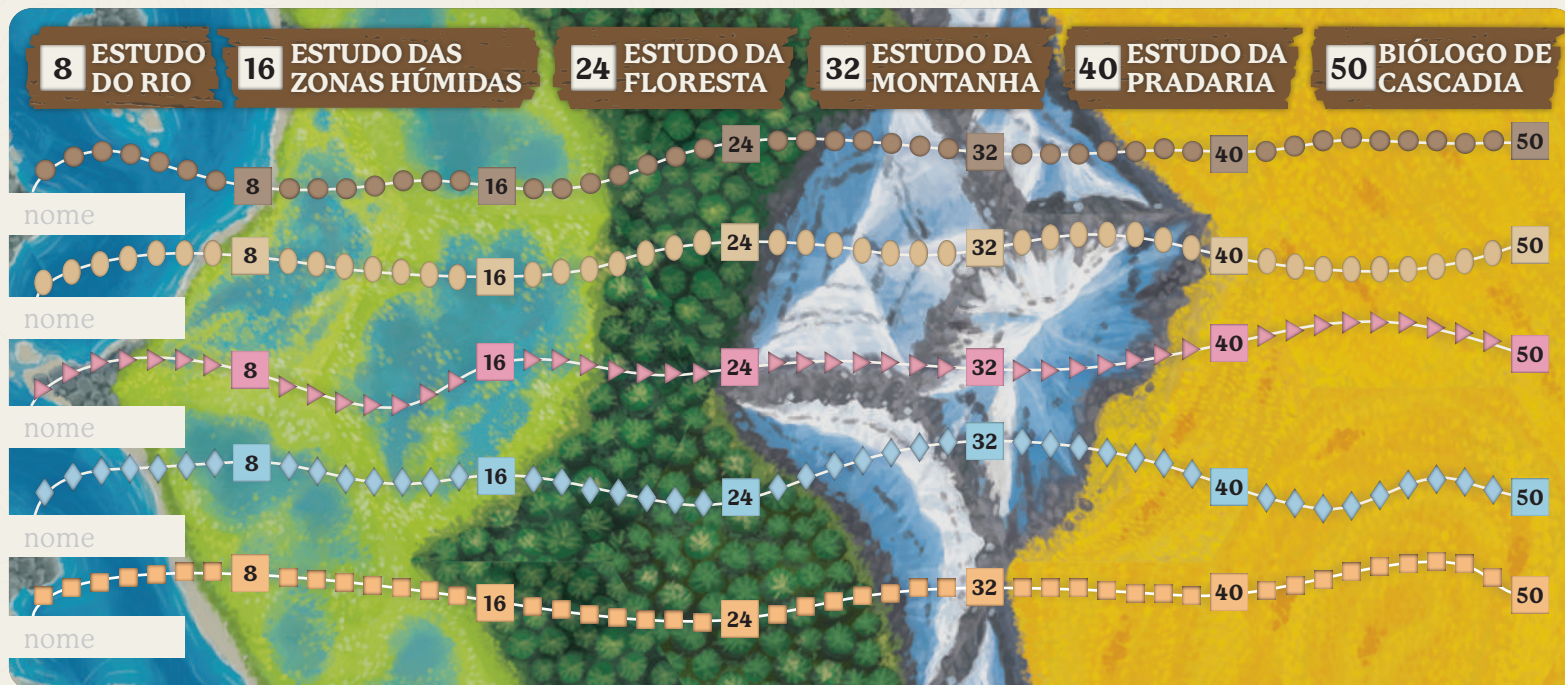 8 ESTUDO DO RIO
16 ESTUDO DAS ZONAS HÚMIDAS
24 ESTUDO DA FLORESTA
32 ESTUDO DA MONTANHA
40 ESTUDO DA PRADARIA
50 BIÓLOGO DE CASCADIA
8 16 24 32 40 50
nome
8 16 24 32 40 50
nome
8 16 24 32 40 50
nome
8 16 24 32 40 50
nome
8 16 24 32 40 50
nome